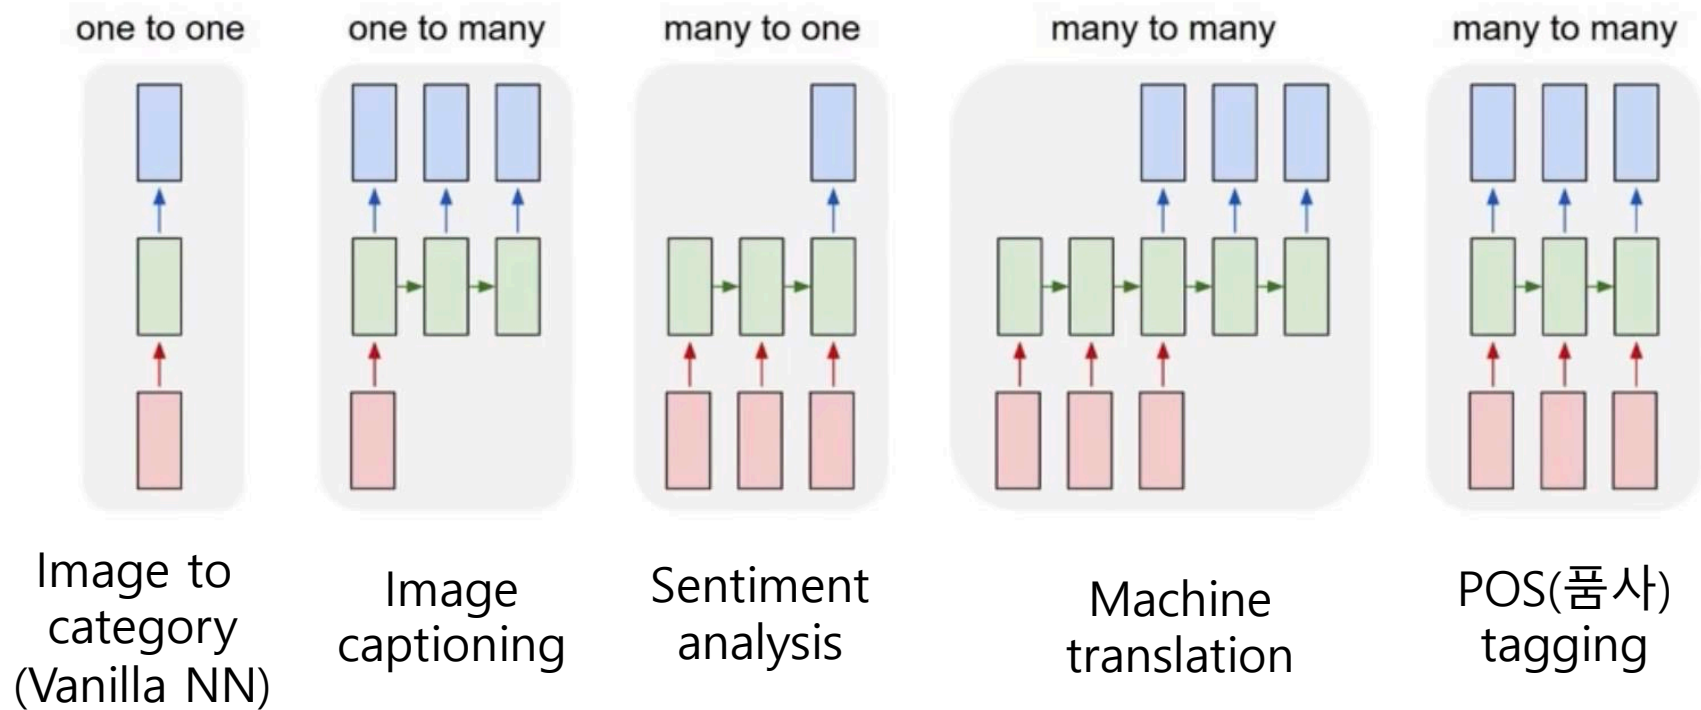 one to one
one to many
many to one
many to many
many to many
Image to
category
(Vanilla NN)
Image
captioning
Sentiment
analysis
Machine
translation
POS(품사)
tagging